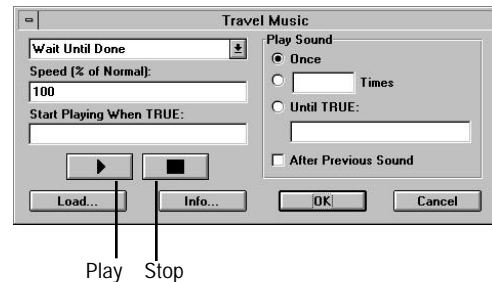 Travel Music
Wait Until Done
Speed (% of Normal):
100
Start Playing When TRUE:
Play Sound
Once
Times
Until TRUE:
After Previous Sound
Load...
Info...
OK
Cancel
Play
Stop